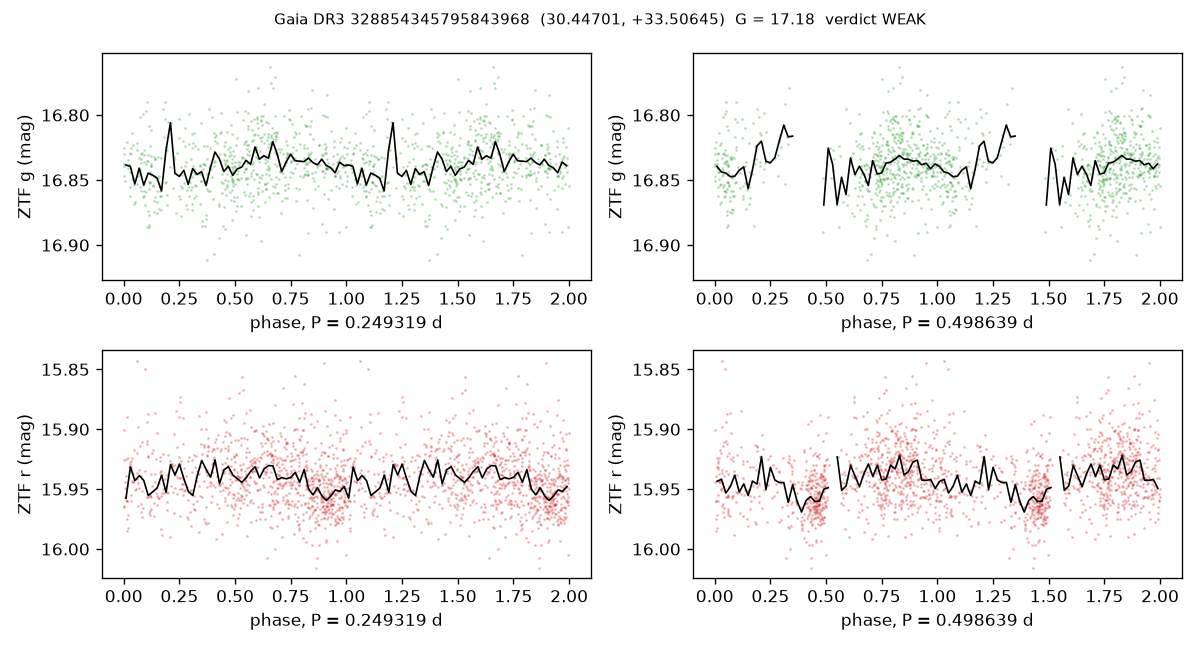 Gaia DR3 328854345795843968 (30.44701, +33.50645) G = 17.18 verdict WEAK
ZTF g (mag)
16.80
16.85
16.90
0.00 0.25 0.50 0.75 1.00 1.25 1.50 1.75 2.00
phase, P = 0.249319 d
ZTF g (mag)
16.80
16.85
16.90
0.00 0.25 0.50 0.75 1.00 1.25 1.50 1.75 2.00
phase, P = 0.498639 d
ZTF r (mag)
15.85
15.90
15.95
16.00
0.00 0.25 0.50 0.75 1.00 1.25 1.50 1.75 2.00
phase, P = 0.249319 d
ZTF r (mag)
15.85
15.90
15.95
16.00
0.00 0.25 0.50 0.75 1.00 1.25 1.50 1.75 2.00
phase, P = 0.498639 d